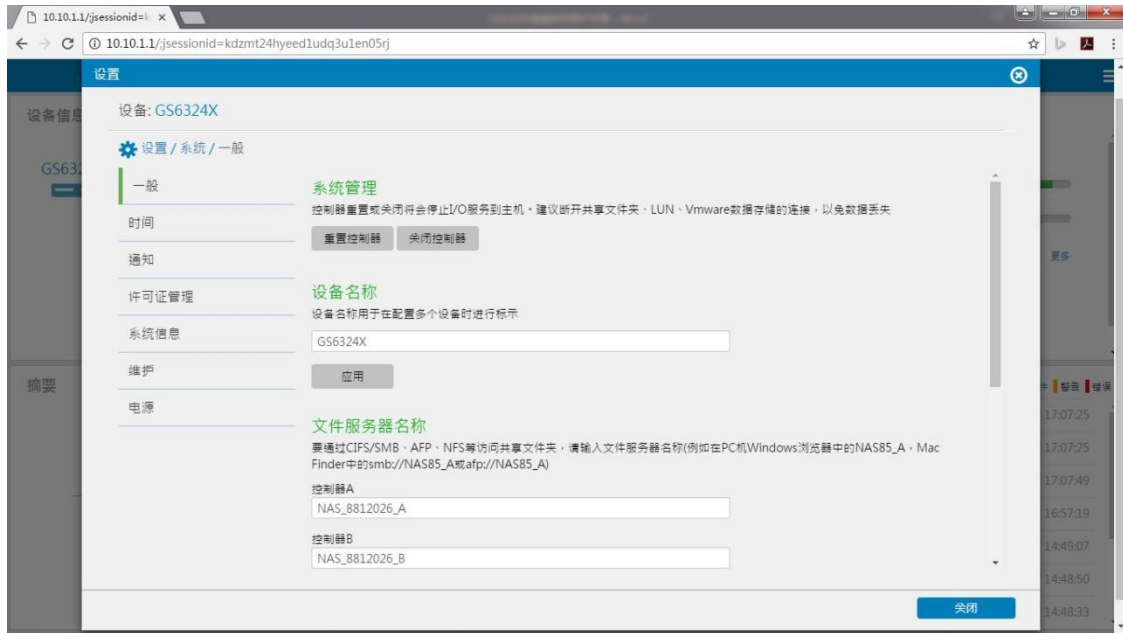 10.10.1.1/jsessionid=
10.10.1.1/;jsessionid=kdzmt24hyeed1udq3u1en05rj
设置
设备信息
设备: GS6324X
设置 / 系统 / 一般
GS63
一般
时间
通知
许可证管理
系统信息
维护
电源
系统管理
控制器重置或关闭将会停止I/O服务到主机。建议断开共享文件夹、LUN、Vmware数据存储的连接，以免数据丢失
重置控制器 关闭控制器
更多
设备名称
设备名称用于在配置多个设备时进行标示
GS6324X
应用
摘要
警告 错误
文件服务器名称
要通过CIFS/SMB、AFP、NFS等访问共享文件夹，请输入文件服务器名称(例如在PC机Windows浏览器中的NAS85_A，Mac
Finder中的smb://NAS85_A或afp://NAS85_A)
控制器A
NAS_8812026_A
控制器B
NAS_8812026_B
17:07:25
17:07:25
17:07:49
16:57:19
14:49:07
14:48:50
14:48:33
关闭